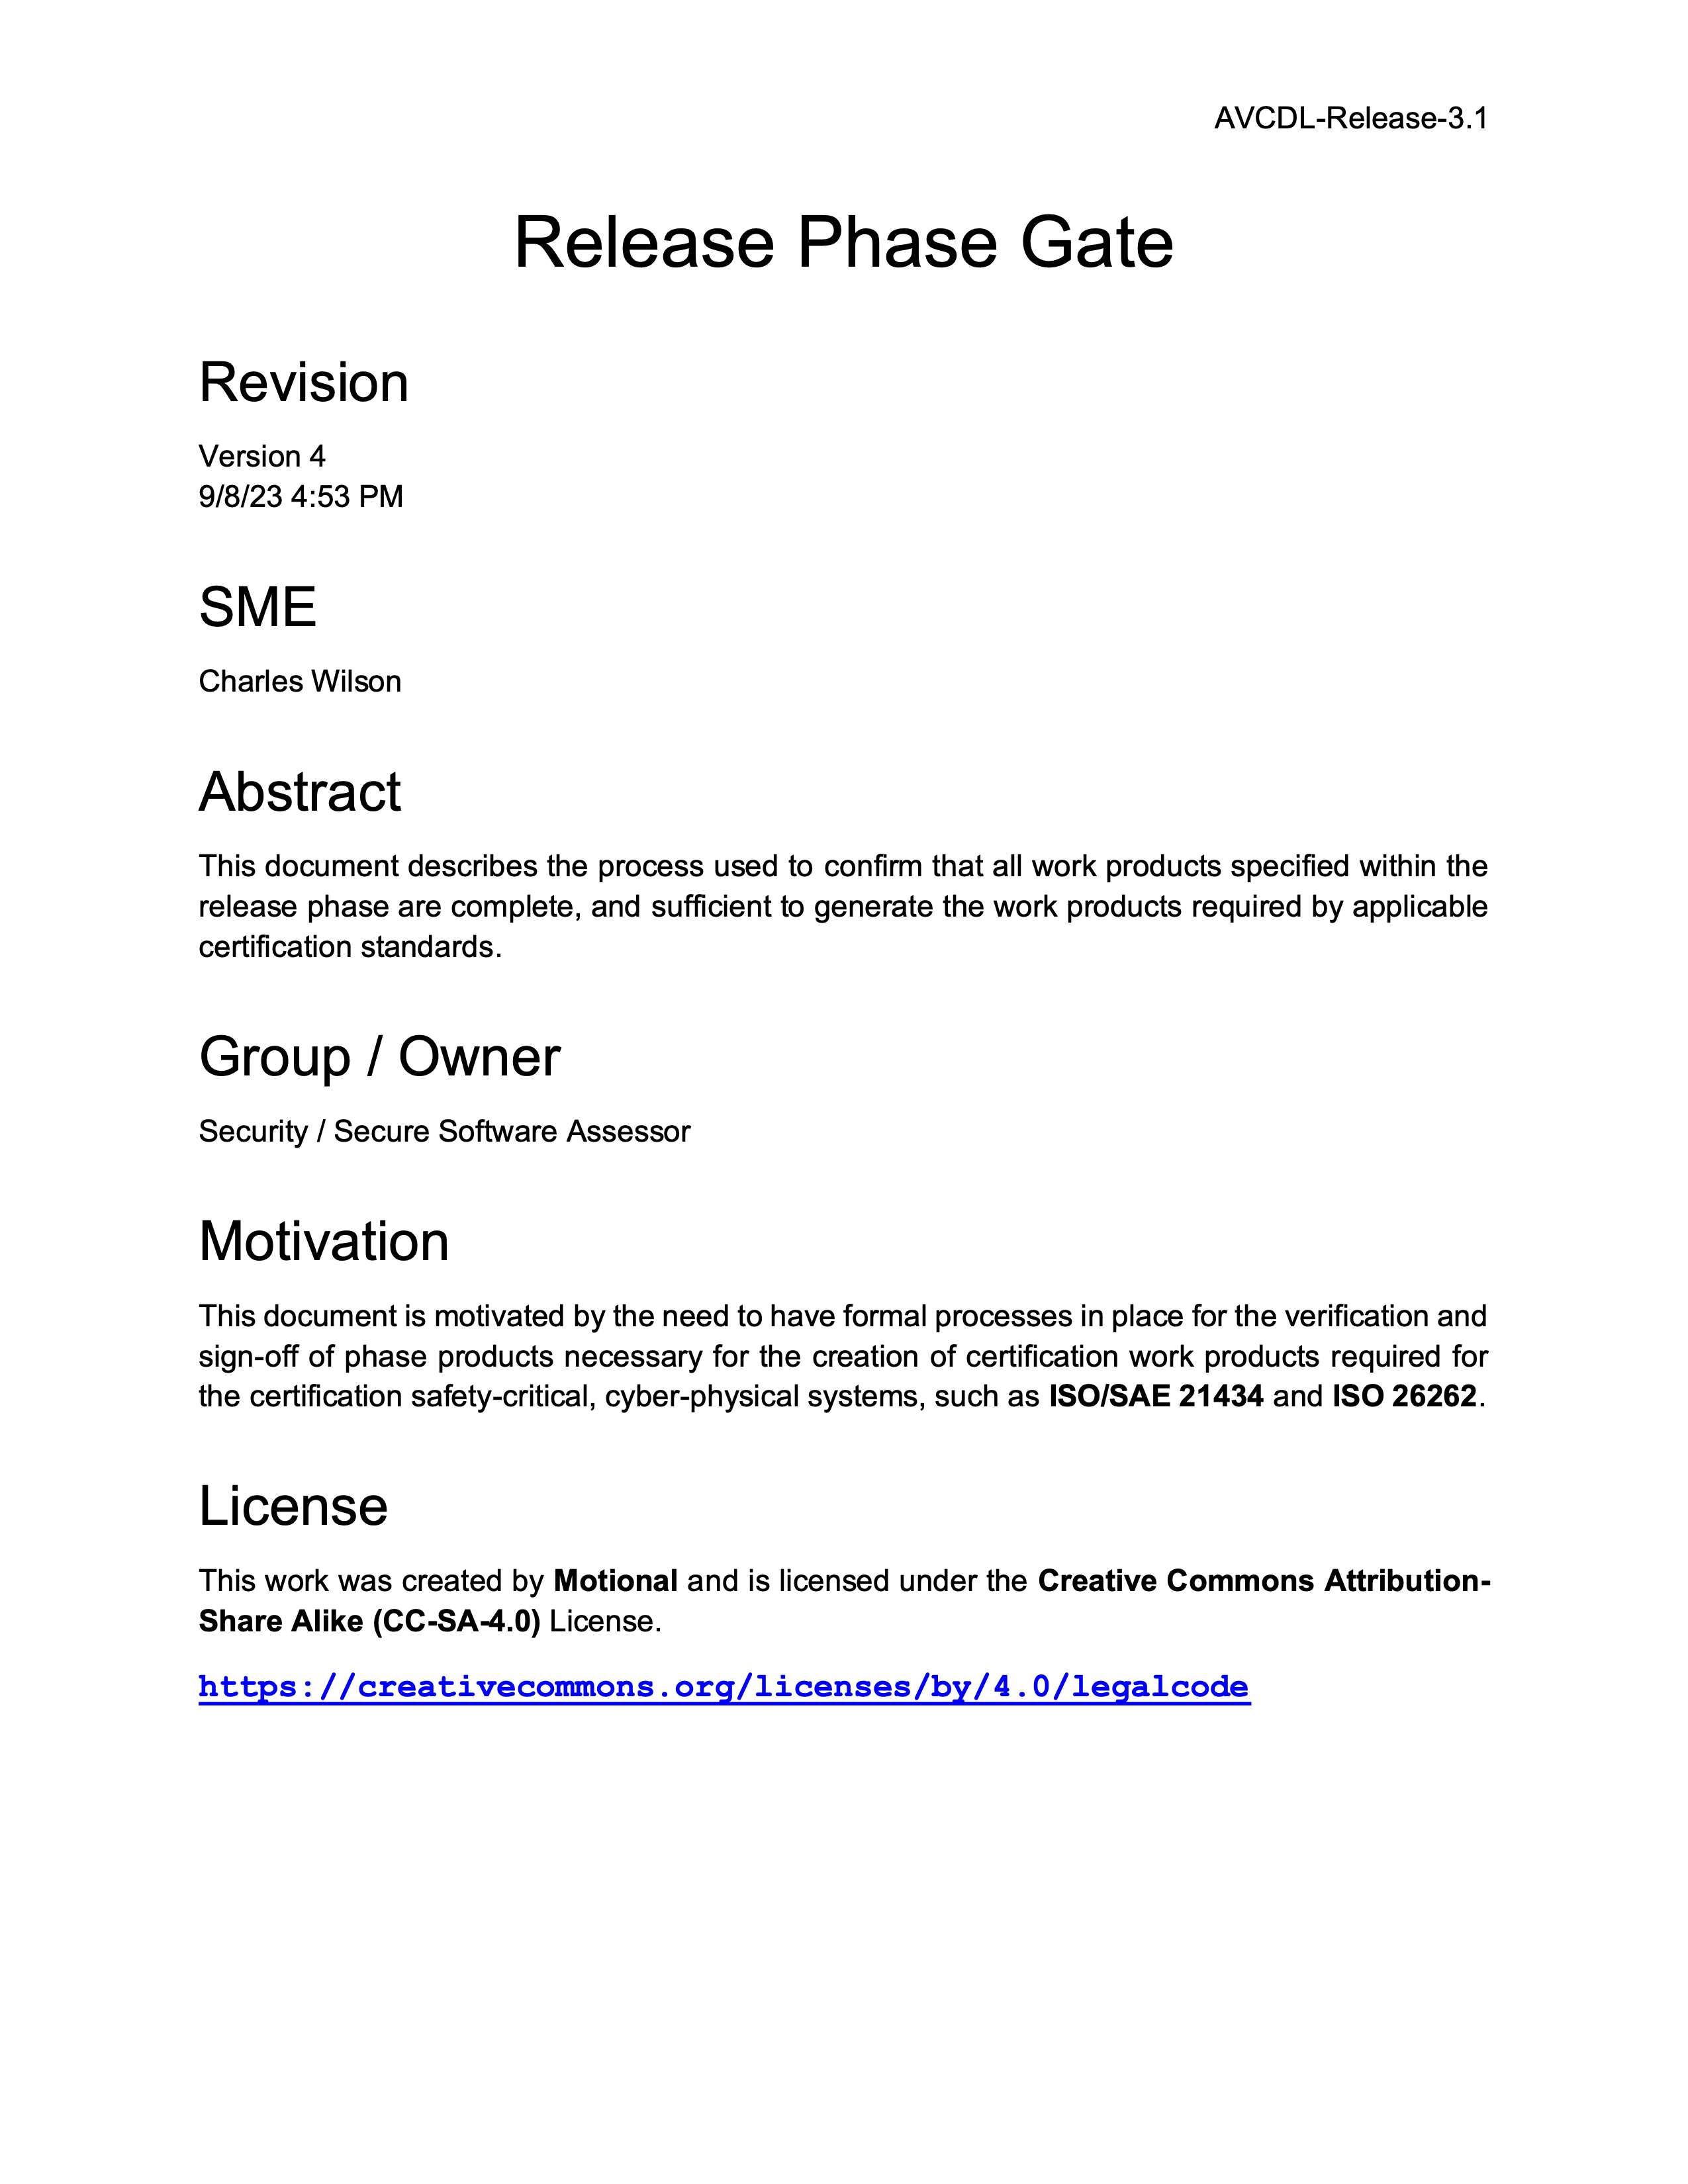 AVCDL-Release-3.1
Release Phase Gate
Revision
Version 4
9/8/23 4:53 PM
SME
Charles Wilson
Abstract
This document describes the process used to confirm that all work products specified within the
release phase are complete, and sufficient to generate the work products required by applicable
certification standards.
Group / Owner
Security / Secure Software Assessor
Motivation
This document is motivated by the need to have formal processes in place for the verification and
sign-off of phase products necessary for the creation of certification work products required for
the certification safety-critical, cyber-physical systems, such as ISO/SAE 21434 and ISO 26262.
License
This work was created by Motional and is licensed under the Creative Commons Attribution-
Share Alike (CC-SA-4.0) License.
https://creativecommons.org/licenses/by/4.0/legalcode